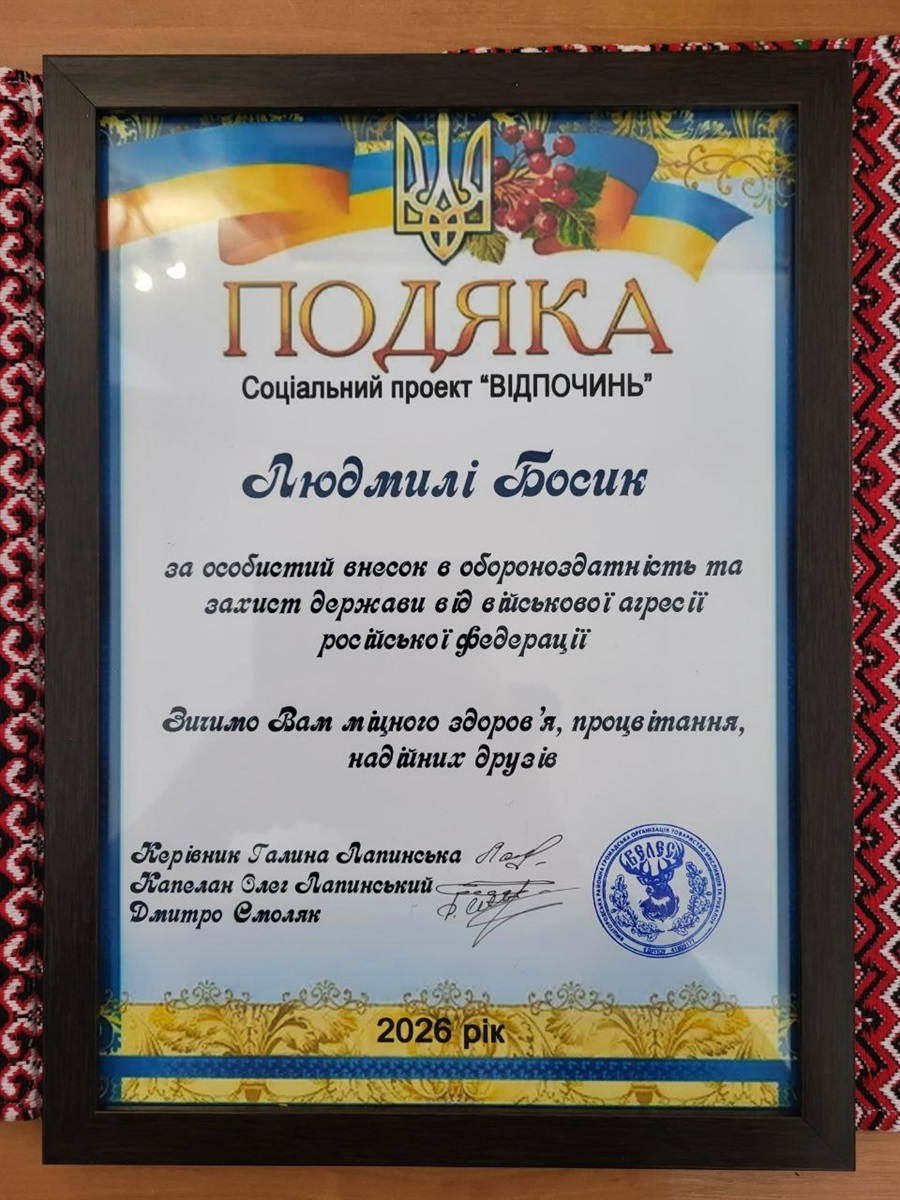 ПОДЯКА
Соціальний проект “ВІДПОЧИНЬ”
Людмилі Босик
за особистий внесок в обороноздатність та
захист держави від військової агресії
російської федерації
Зичимо Вам міцного здоров’я, процвітання,
надійних друзів
Керівник Галина Лапинська
Капелан Олег Лапинський
Дмитро Смоляк
ВЕЛЕС
2026 рік